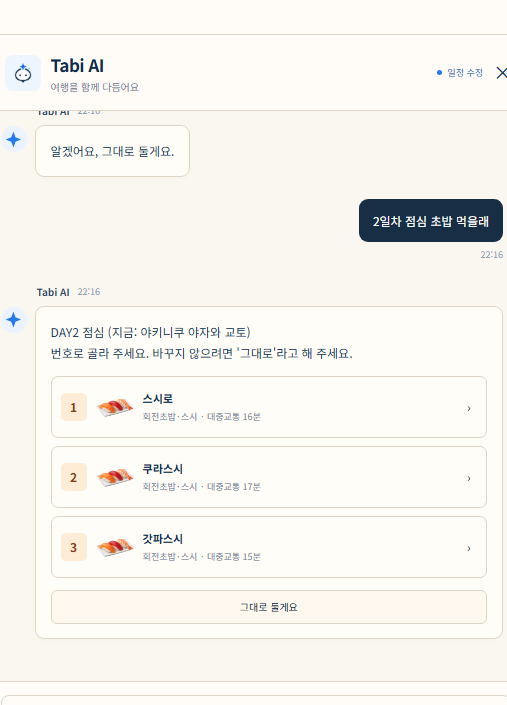 Tabi AI
여행을 함께 다듬어요
일정 수정
Tabi AI 22:16
알겠어요, 그대로 둘게요.
2일차 점심 초밥 먹을래
22:16
Tabi AI 22:16
DAY2 점심 (지금: 야키니쿠 야자와 교토)
번호로 골라 주세요. 바꾸지 않으려면 '그대로'라고 해 주세요.
1
스시로
회전초밥·스시 · 대중교통 16분
›
2
쿠라스시
회전초밥·스시 · 대중교통 17분
›
3
갓파스시
회전초밥·스시 · 대중교통 15분
›
그대로 둘게요